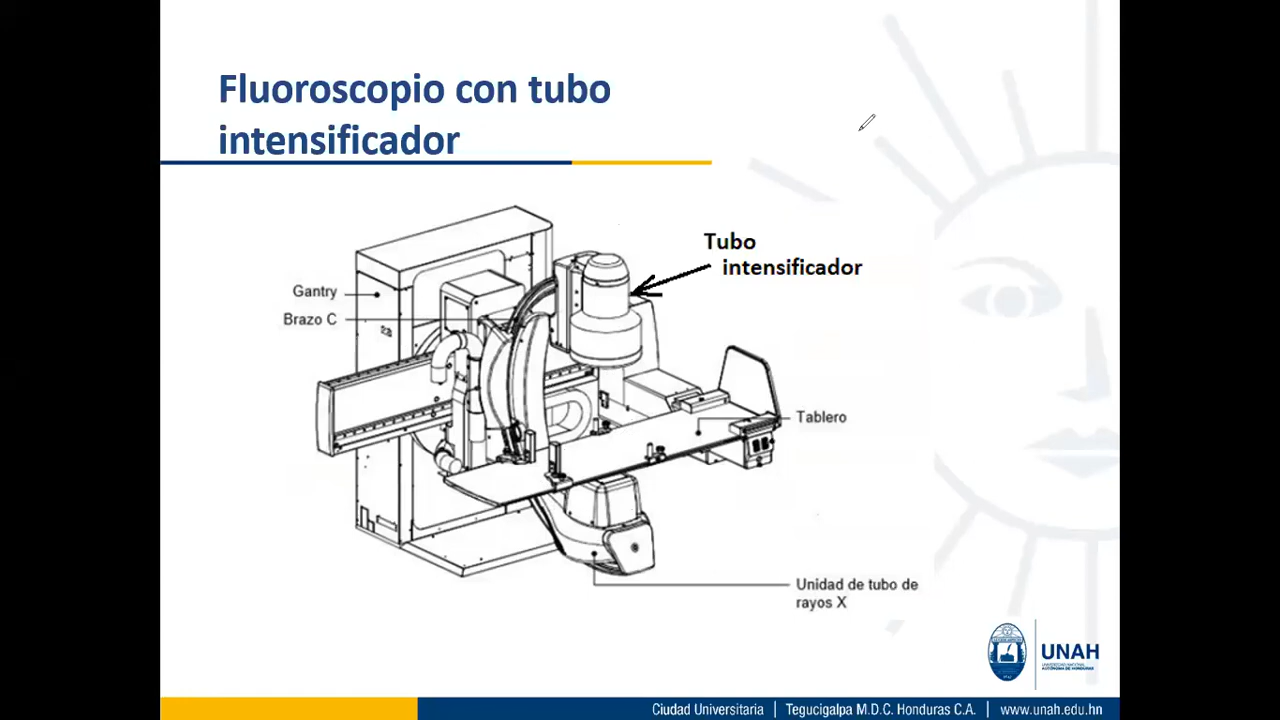 Fluoroscopio con tubo
intensificador
Tubo
intensificador
Gantry
Brazo C
Tablero
Unidad de tubo de
rayos X
UNAH
UNIVERSIDAD NACIONAL
AUTÓNOMA DE HONDURAS
Ciudad Universitaria | Tegucigalpa M.D.C. Honduras C.A. | www.unah.edu.hn